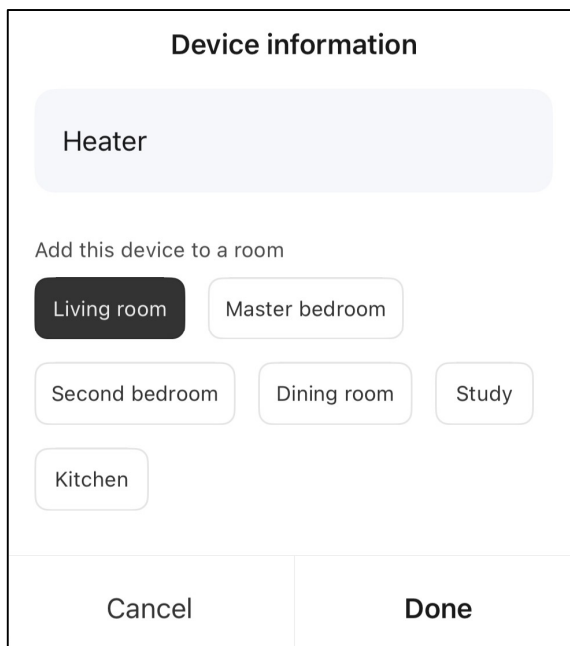 Device information
Heater
Add this device to a room
Living room Master bedroom
Second bedroom Dining room Study
Kitchen
Cancel Done